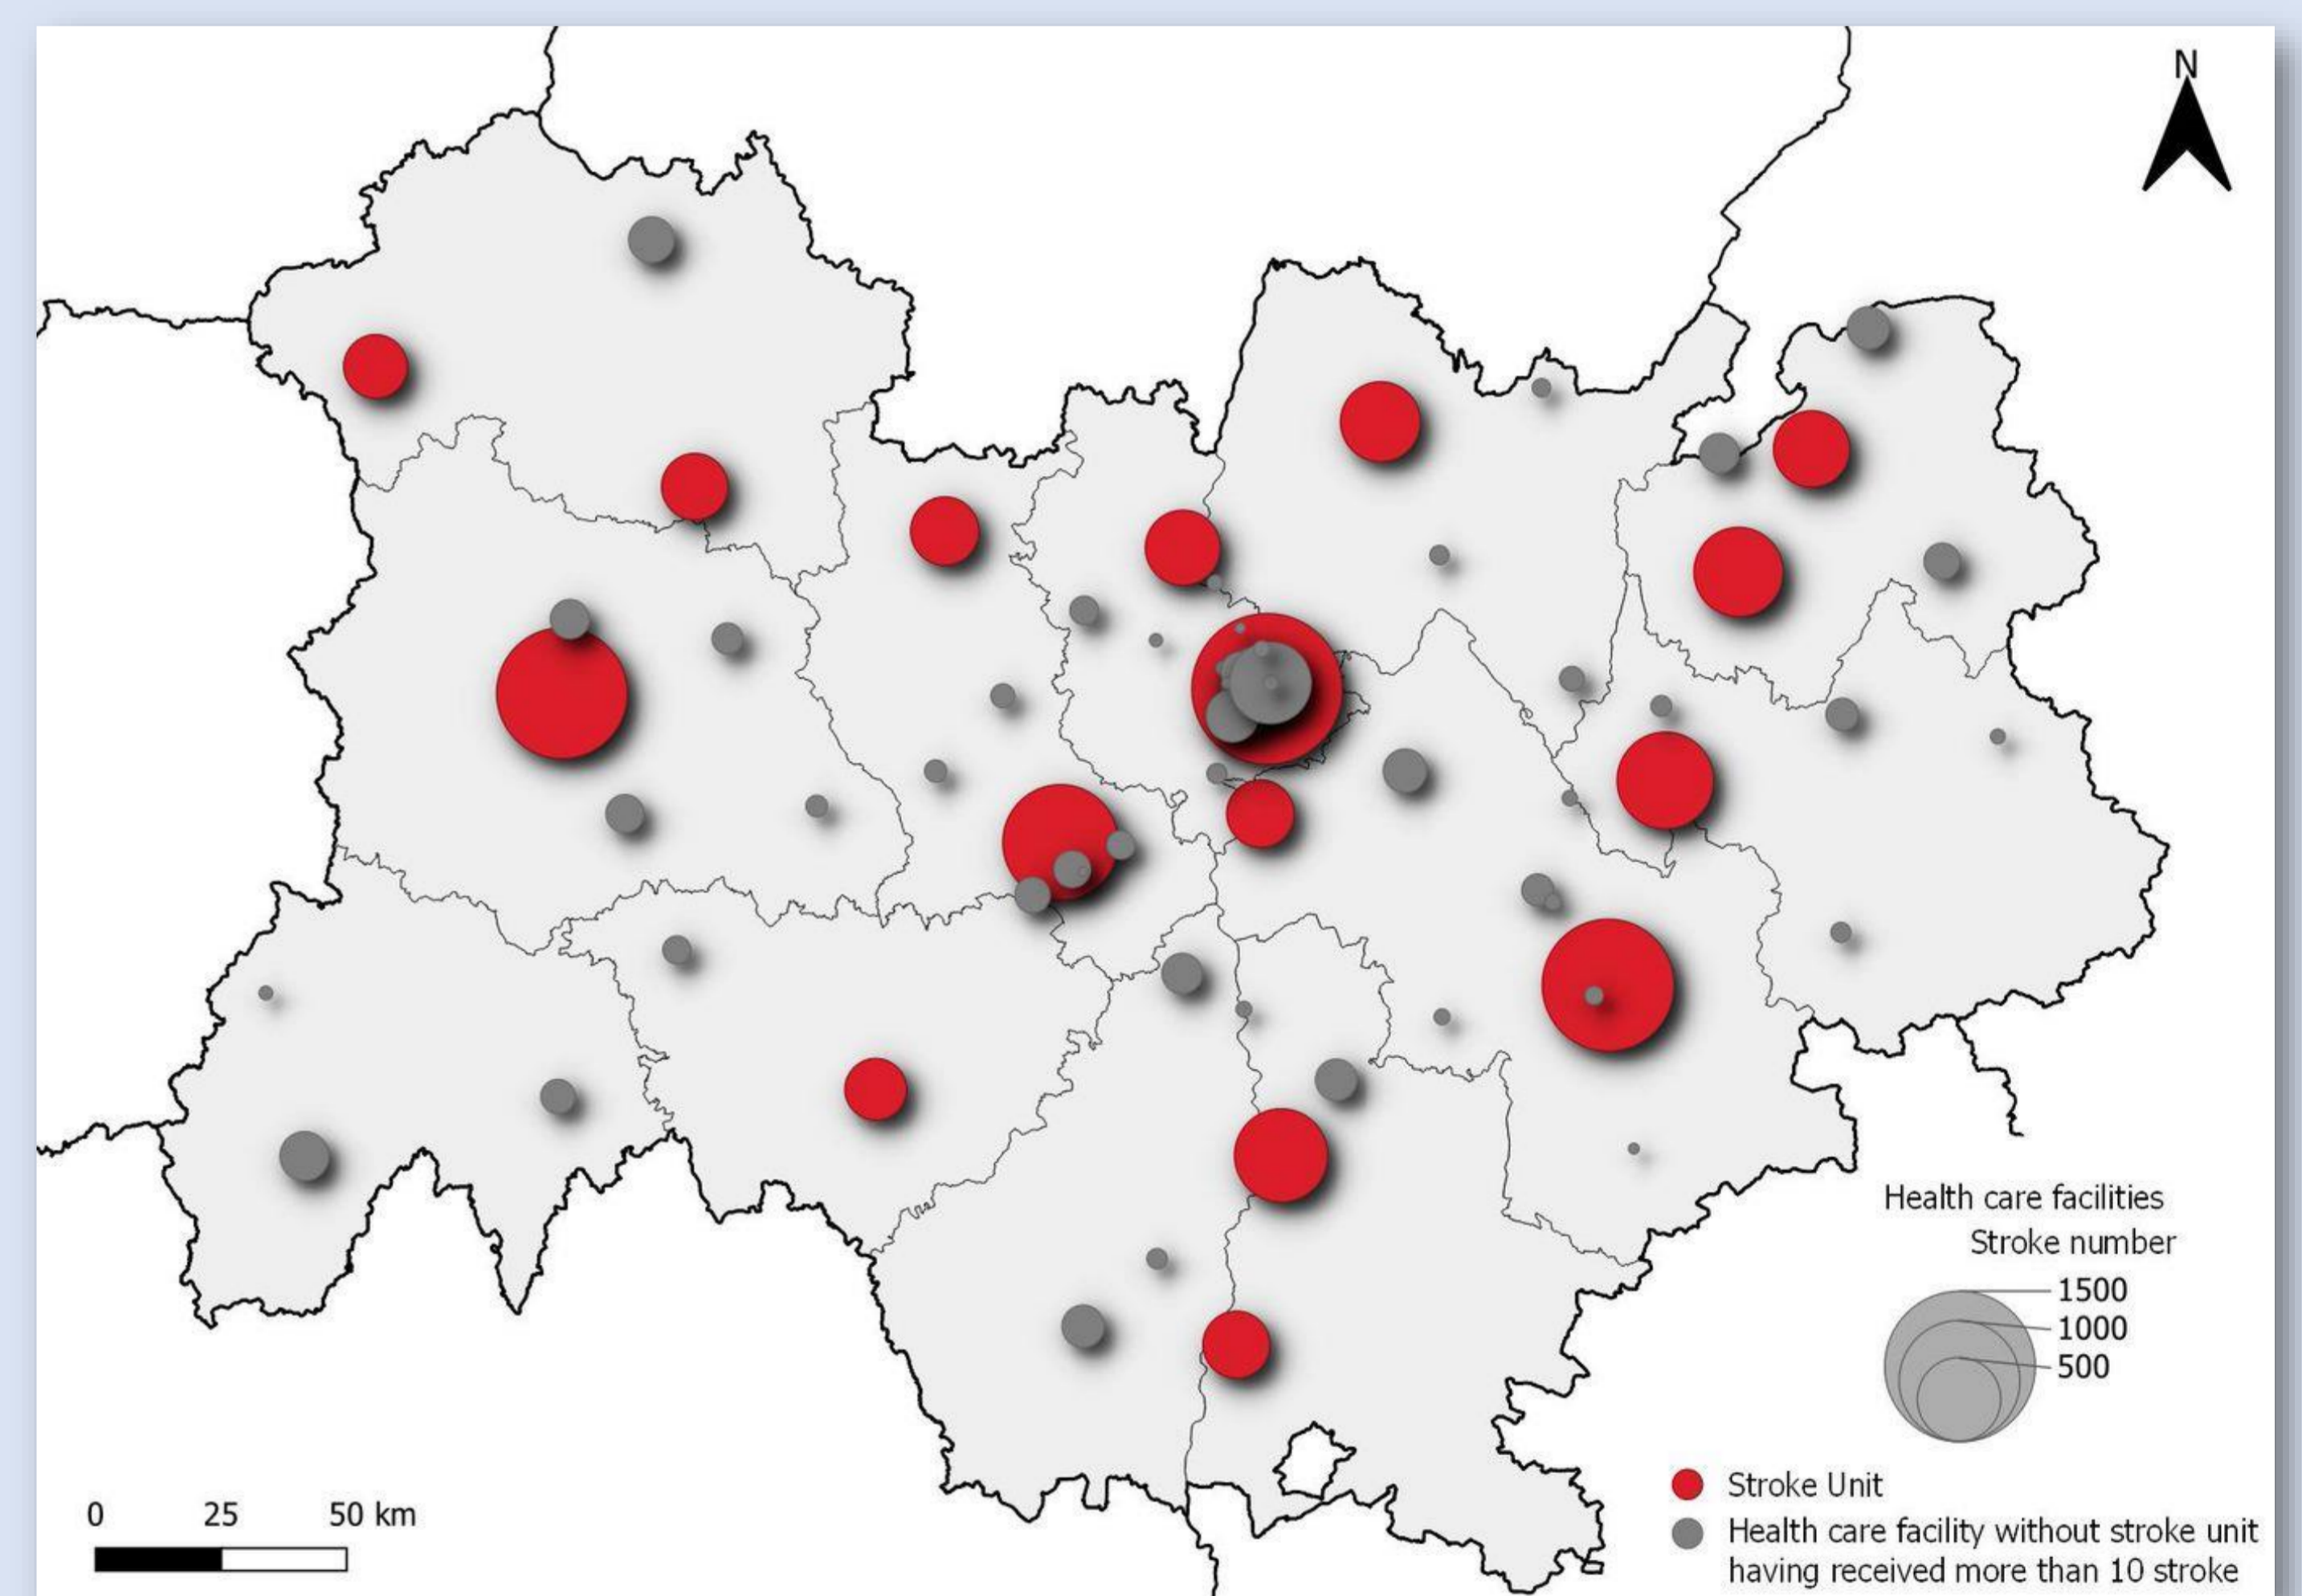 N
Health care facilities
Stroke number
1500
1000
500
0 25 50 km
Stroke Unit
Health care facility without stroke unit
having received more than 10 stroke